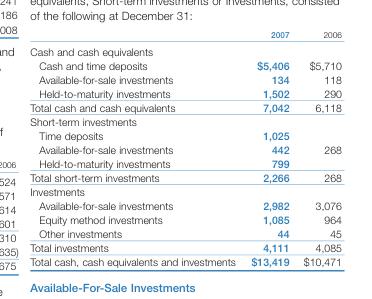 241
186
008
and
of
2006
524
571
614
601
310
635)
675
e
equivalents, Short-term investments or Investments, consisted
of the following at December 31:
2007 2006
Cash and cash equivalents
Cash and time deposits $5,406 $5,710
Available-for-sale investments 134 118
Held-to-maturity investments 1,502 290
Total cash and cash equivalents 7,042 6,118
Short-term investments
Time deposits 1,025
Available-for-sale investments 442 268
Held-to-maturity investments 799
Total short-term investments 2,266 268
Investments
Available-for-sale investments 2,982 3,076
Equity method investments 1,085 964
Other investments 44 45
Total investments 4,111 4,085
Total cash, cash equivalents and investments $13,419 $10,471
Available-For-Sale Investments